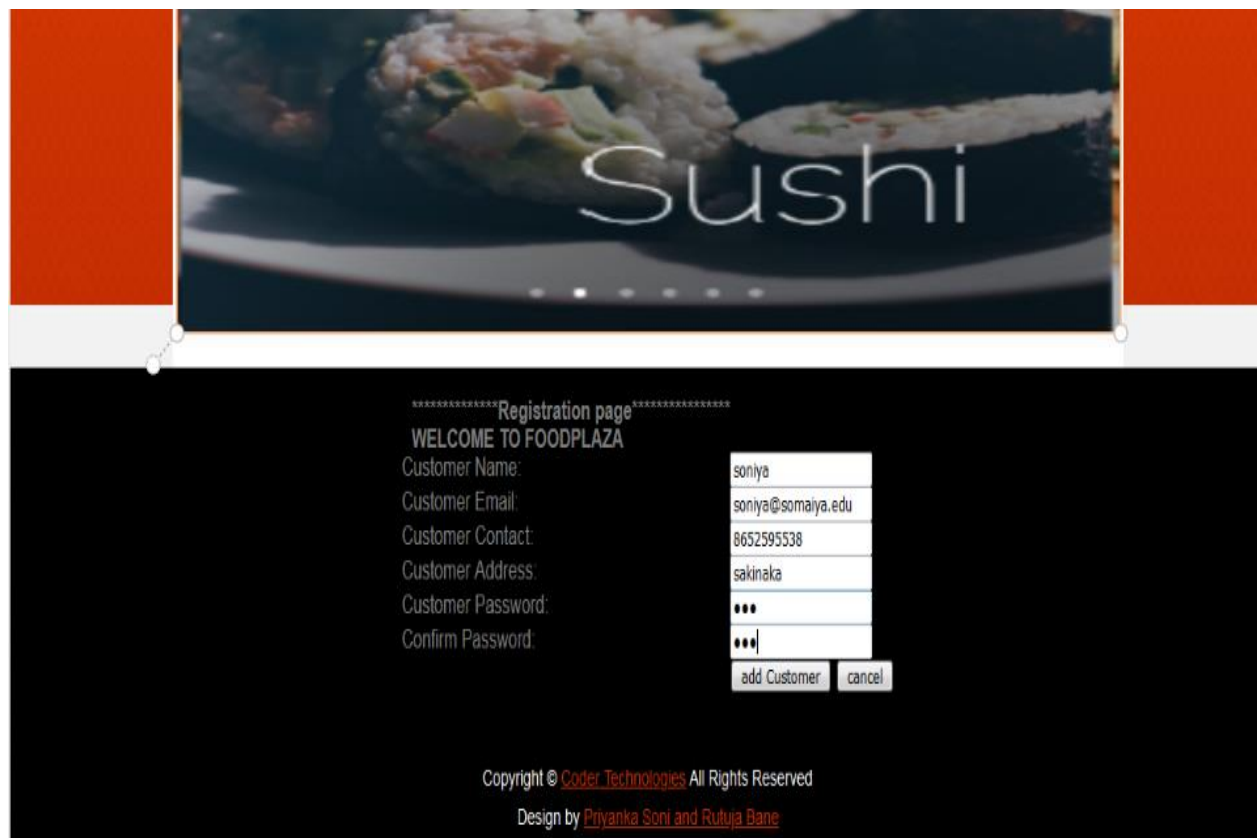 Sushi
**************Registration page****************
WELCOME TO FOODPLAZA
Customer Name: soniya
Customer Email: soniya@somaiya.edu
Customer Contact: 8652595538
Customer Address: sakinaka
Customer Password: •••
Confirm Password: •••
add Customer cancel
Copyright © Coder Technologies All Rights Reserved
Design by Priyanka Soni and Rutuja Bane